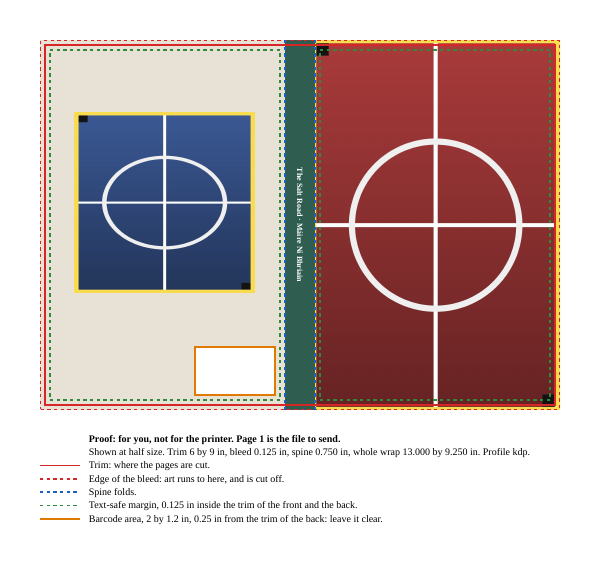 The Salt Road · Máire Ní Bhriain
Proof: for you, not for the printer. Page 1 is the file to send.
Shown at half size. Trim 6 by 9 in, bleed 0.125 in, spine 0.750 in, whole wrap 13.000 by 9.250 in. Profile kdp.
Trim: where the pages are cut.
Edge of the bleed: art runs to here, and is cut off.
Spine folds.
Text-safe margin, 0.125 in inside the trim of the front and the back.
Barcode area, 2 by 1.2 in, 0.25 in from the trim of the back: leave it clear.